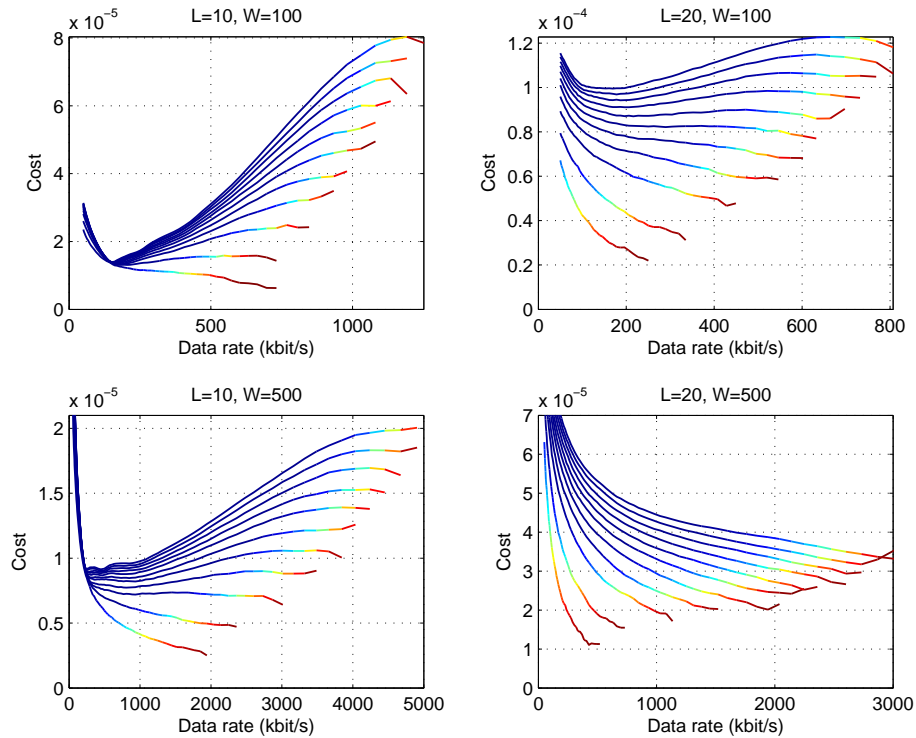 L=10, W=100
x 10⁻⁵
8
6
4
2
0
Cost
0 500 1000
Data rate (kbit/s)
L=20, W=100
x 10⁻⁴
1.2
1
0.8
0.6
0.4
0.2
0
Cost
0 200 400 600 800
Data rate (kbit/s)
L=10, W=500
x 10⁻⁵
2
1.5
1
0.5
0
Cost
0 1000 2000 3000 4000 5000
Data rate (kbit/s)
L=20, W=500
x 10⁻⁵
7
6
5
4
3
2
1
0
Cost
0 1000 2000 3000
Data rate (kbit/s)